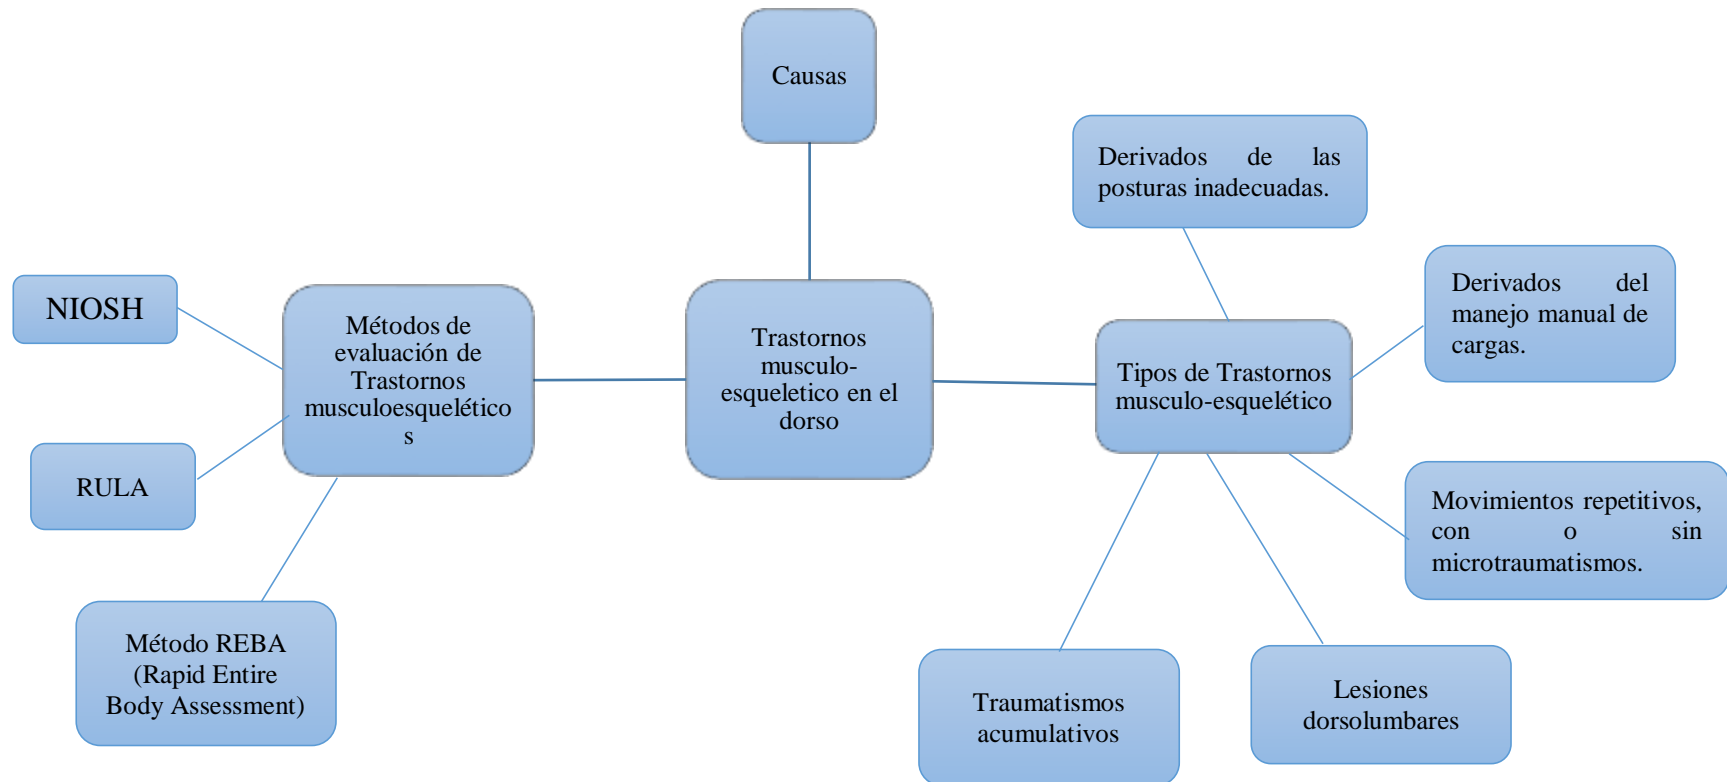 Causas
Derivados de las
posturas inadecuadas.
Derivados del
manejo manual de
cargas.
NIOSH
Métodos de
evaluación de
Trastornos
musculoesquelético
s
Trastornos
musculo-
esqueletico en el
dorso
Tipos de Trastornos
musculo-esquelético
RULA
Movimientos repetitivos,
con o sin
microtraumatismos.
Método REBA
(Rapid Entire
Body Assessment)
Traumatismos
acumulativos
Lesiones
dorsolumbares